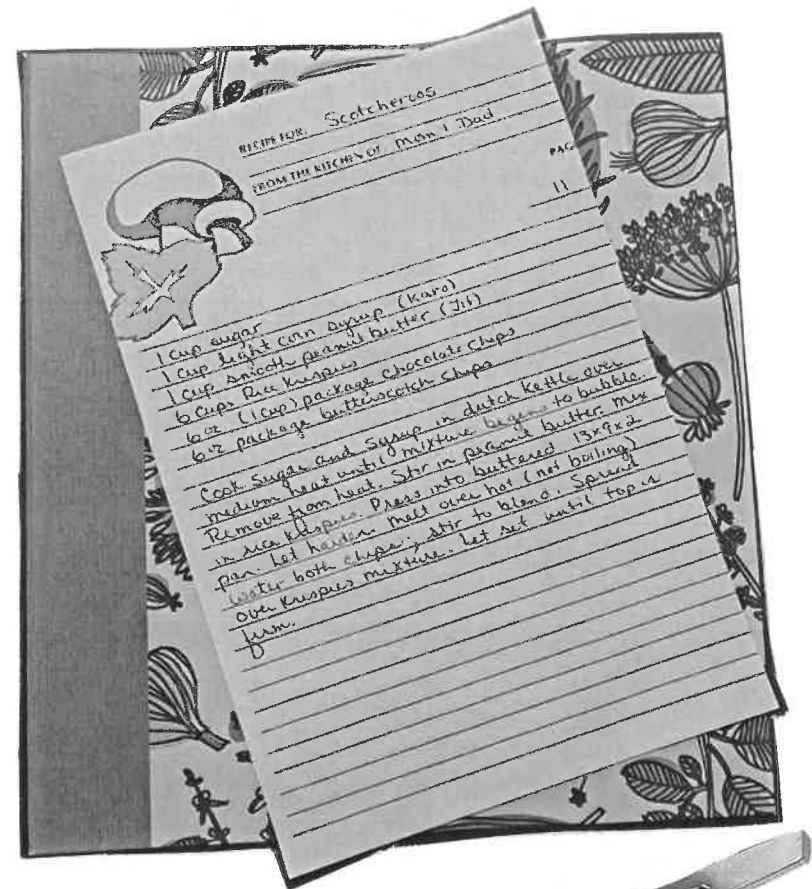 RECIPE FOR: Scotcheroos
FROM THE KITCHEN OF: Mom & Dad
PAGE
11
1 cup sugar
1 cup light corn syrup (Karo)
1 cup smooth peanut butter (Jif)
6 cups Rice Krispies
6 oz (1 cup) package chocolate chips
6 oz package butterscotch chips
Cook sugar and syrup in dutch kettle over
medium heat until mixture begins to bubble.
Remove from heat. Stir in peanut butter. Mix
in rice krispies. Press into buttered 13x9x2
pan. Let harden. Melt over hot (not boiling)
water both chips; stir to blend. Spread
over Krispies mixture. Let set until top is
firm.